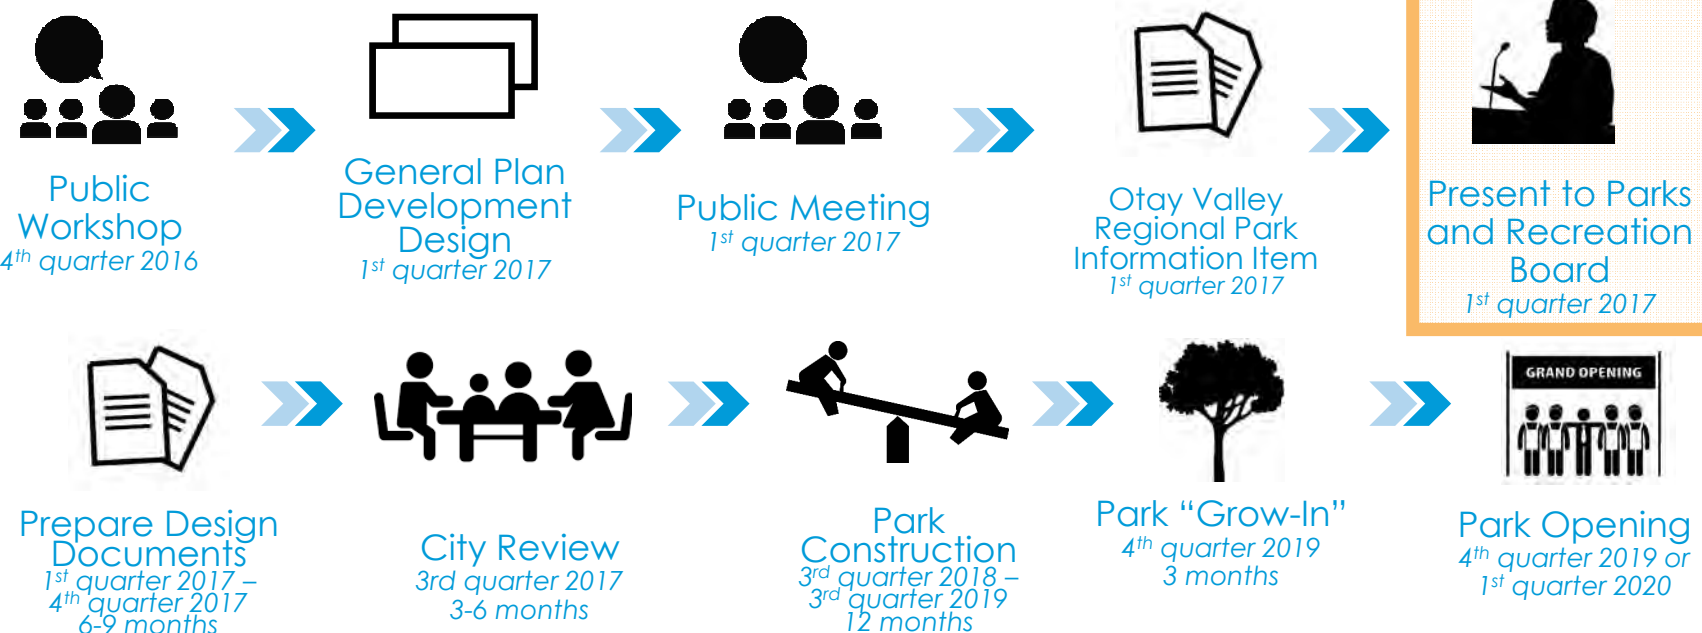 Public
Workshop
4th quarter 2016
General Plan
Development
Design
1st quarter 2017
Public Meeting
1st quarter 2017
Otay Valley
Regional Park
Information Item
1st quarter 2017
Present to Parks
and Recreation
Board
1st quarter 2017
Prepare Design
Documents
1st quarter 2017 –
4th quarter 2017
6-9 months
City Review
3rd quarter 2017
3-6 months
Park
Construction
3rd quarter 2018 –
3rd quarter 2019
12 months
Park “Grow-In”
4th quarter 2019
3 months
GRAND OPENING
Park Opening
4th quarter 2019 or
1st quarter 2020